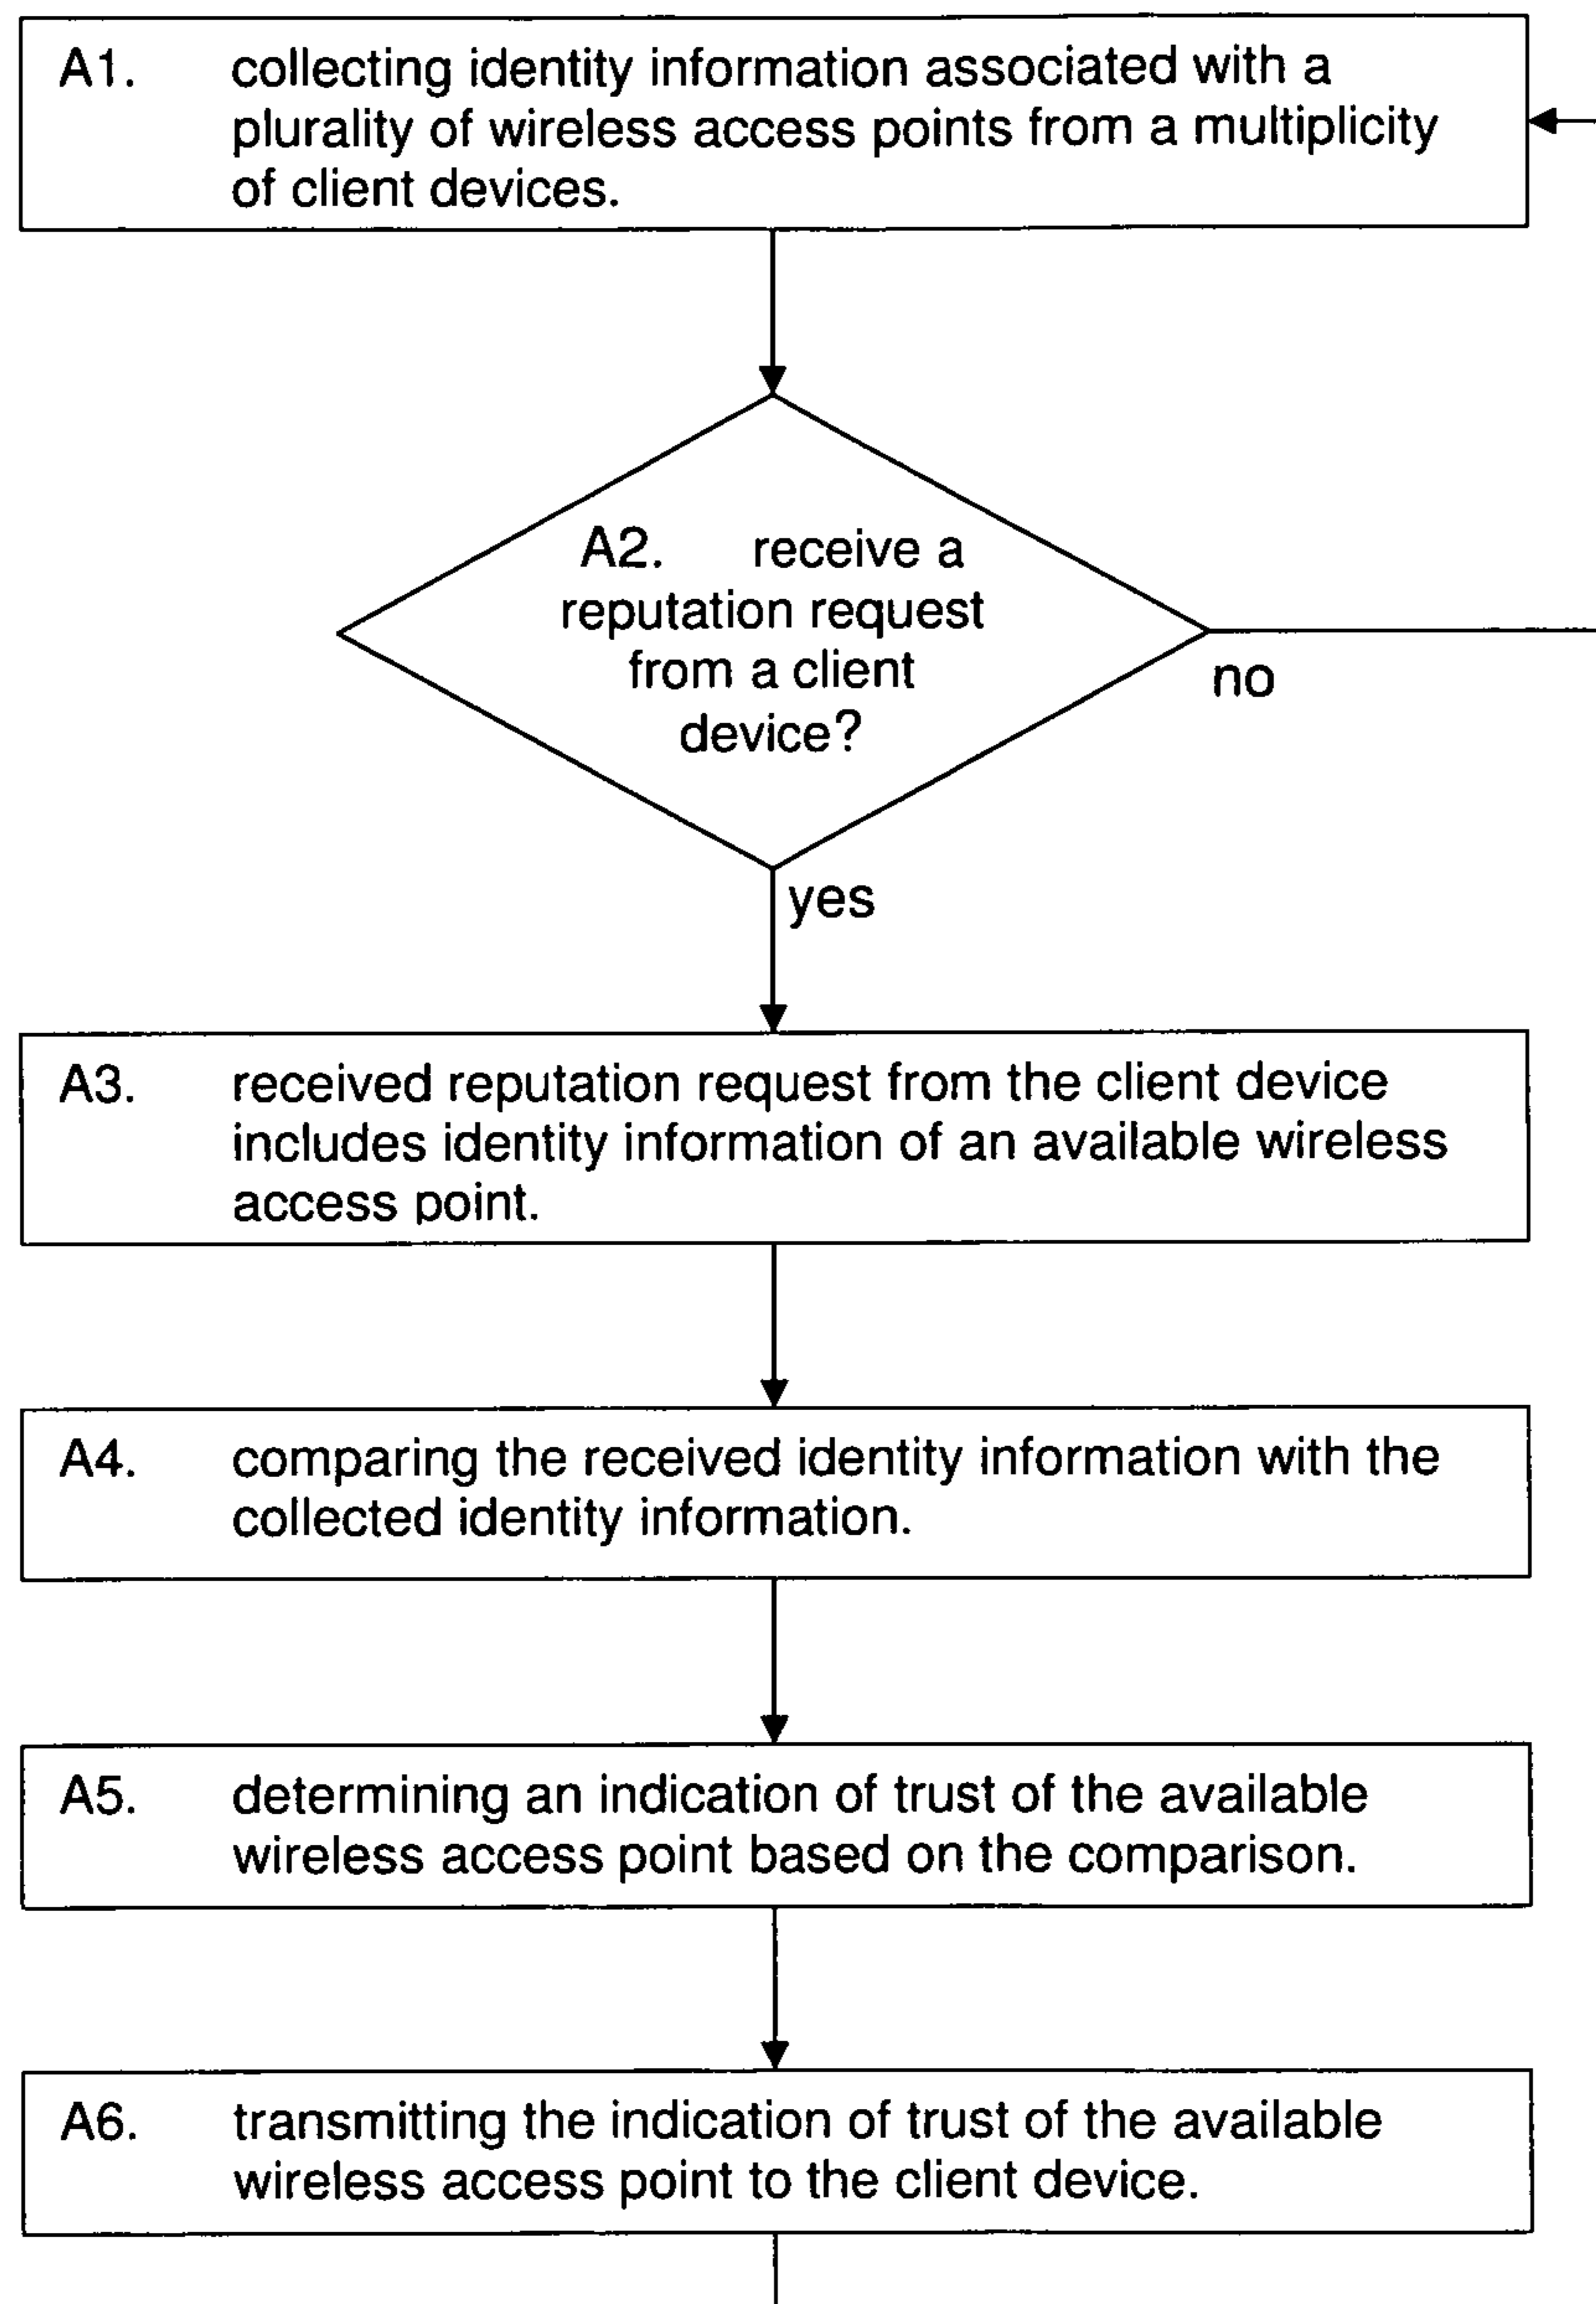 A1. collecting identity information associated with a
plurality of wireless access points from a multiplicity
of client devices.
A2. receive a
reputation request
from a client
device?
no
yes
A3. received reputation request from the client device
includes identity information of an available wireless
access point.
A4. comparing the received identity information with the
collected identity information.
A5. determining an indication of trust of the available
wireless access point based on the comparison.
A6. transmitting the indication of trust of the available
wireless access point to the client device.